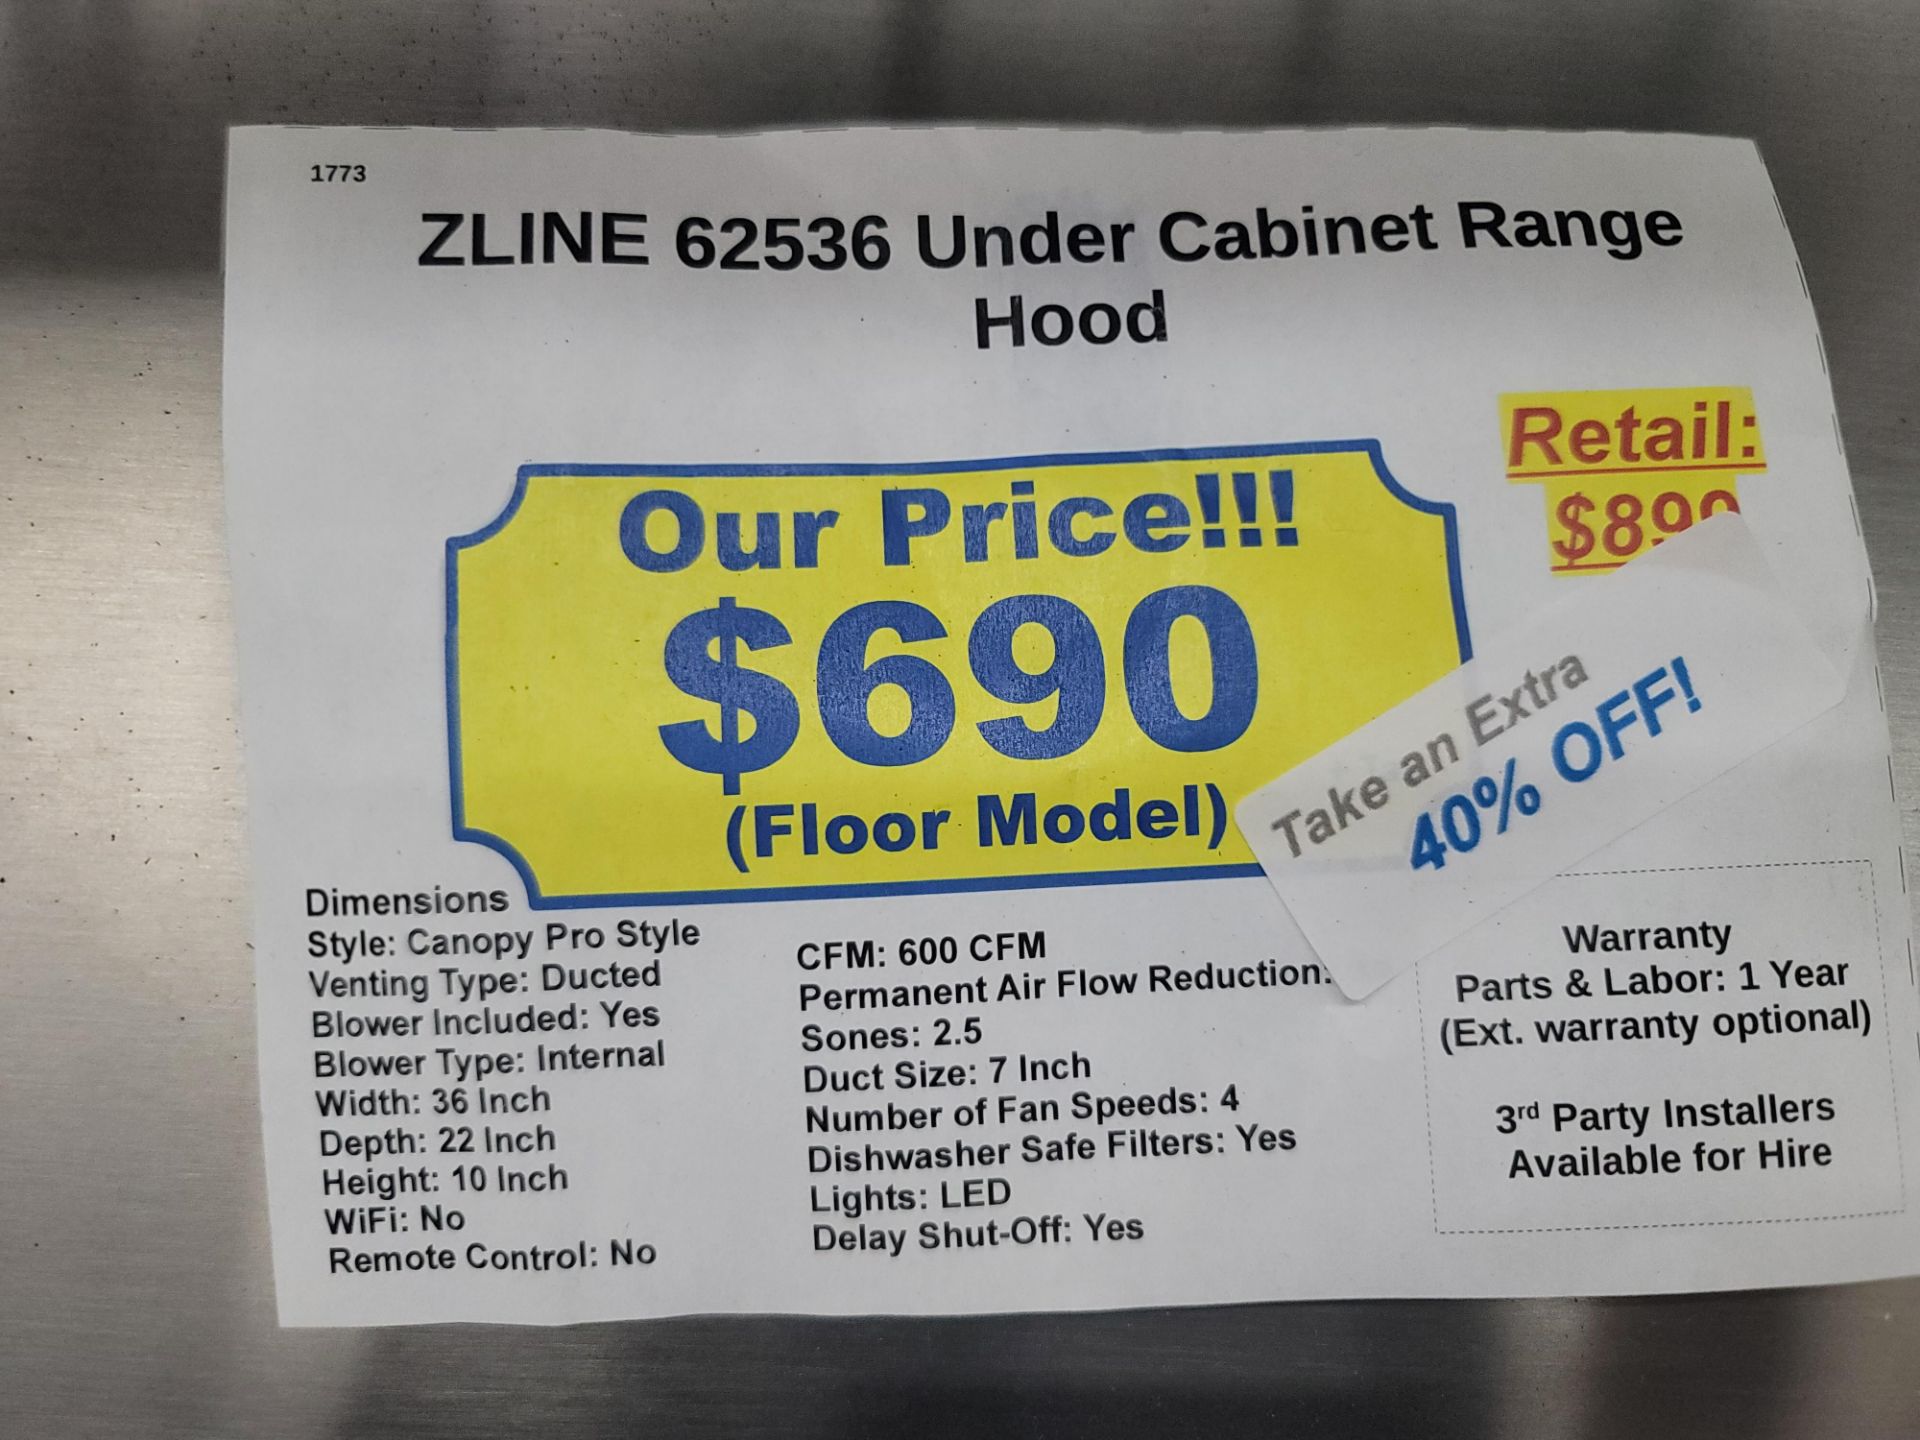 1773
ZLINE 62536 Under Cabinet Range
Hood
Retail:
Our Price!!!
$690
(Floor Model)
Take an Extra
40% OFF!
Dimensions
Style: Canopy Pro Style
Venting Type: Ducted
Blower Included: Yes
Blower Type: Internal
Width: 36 Inch
Depth: 22 Inch
Height: 10 Inch
WiFi: No
Remote Control: No
CFM: 600 CFM
Permanent Air Flow Reduction:
Sones: 2.5
Duct Size: 7 Inch
Number of Fan Speeds: 4
Dishwasher Safe Filters: Yes
Lights: LED
Delay Shut-Off: Yes
Warranty
Parts & Labor: 1 Year
(Ext. warranty optional)
3rd Party Installers
Available for Hire